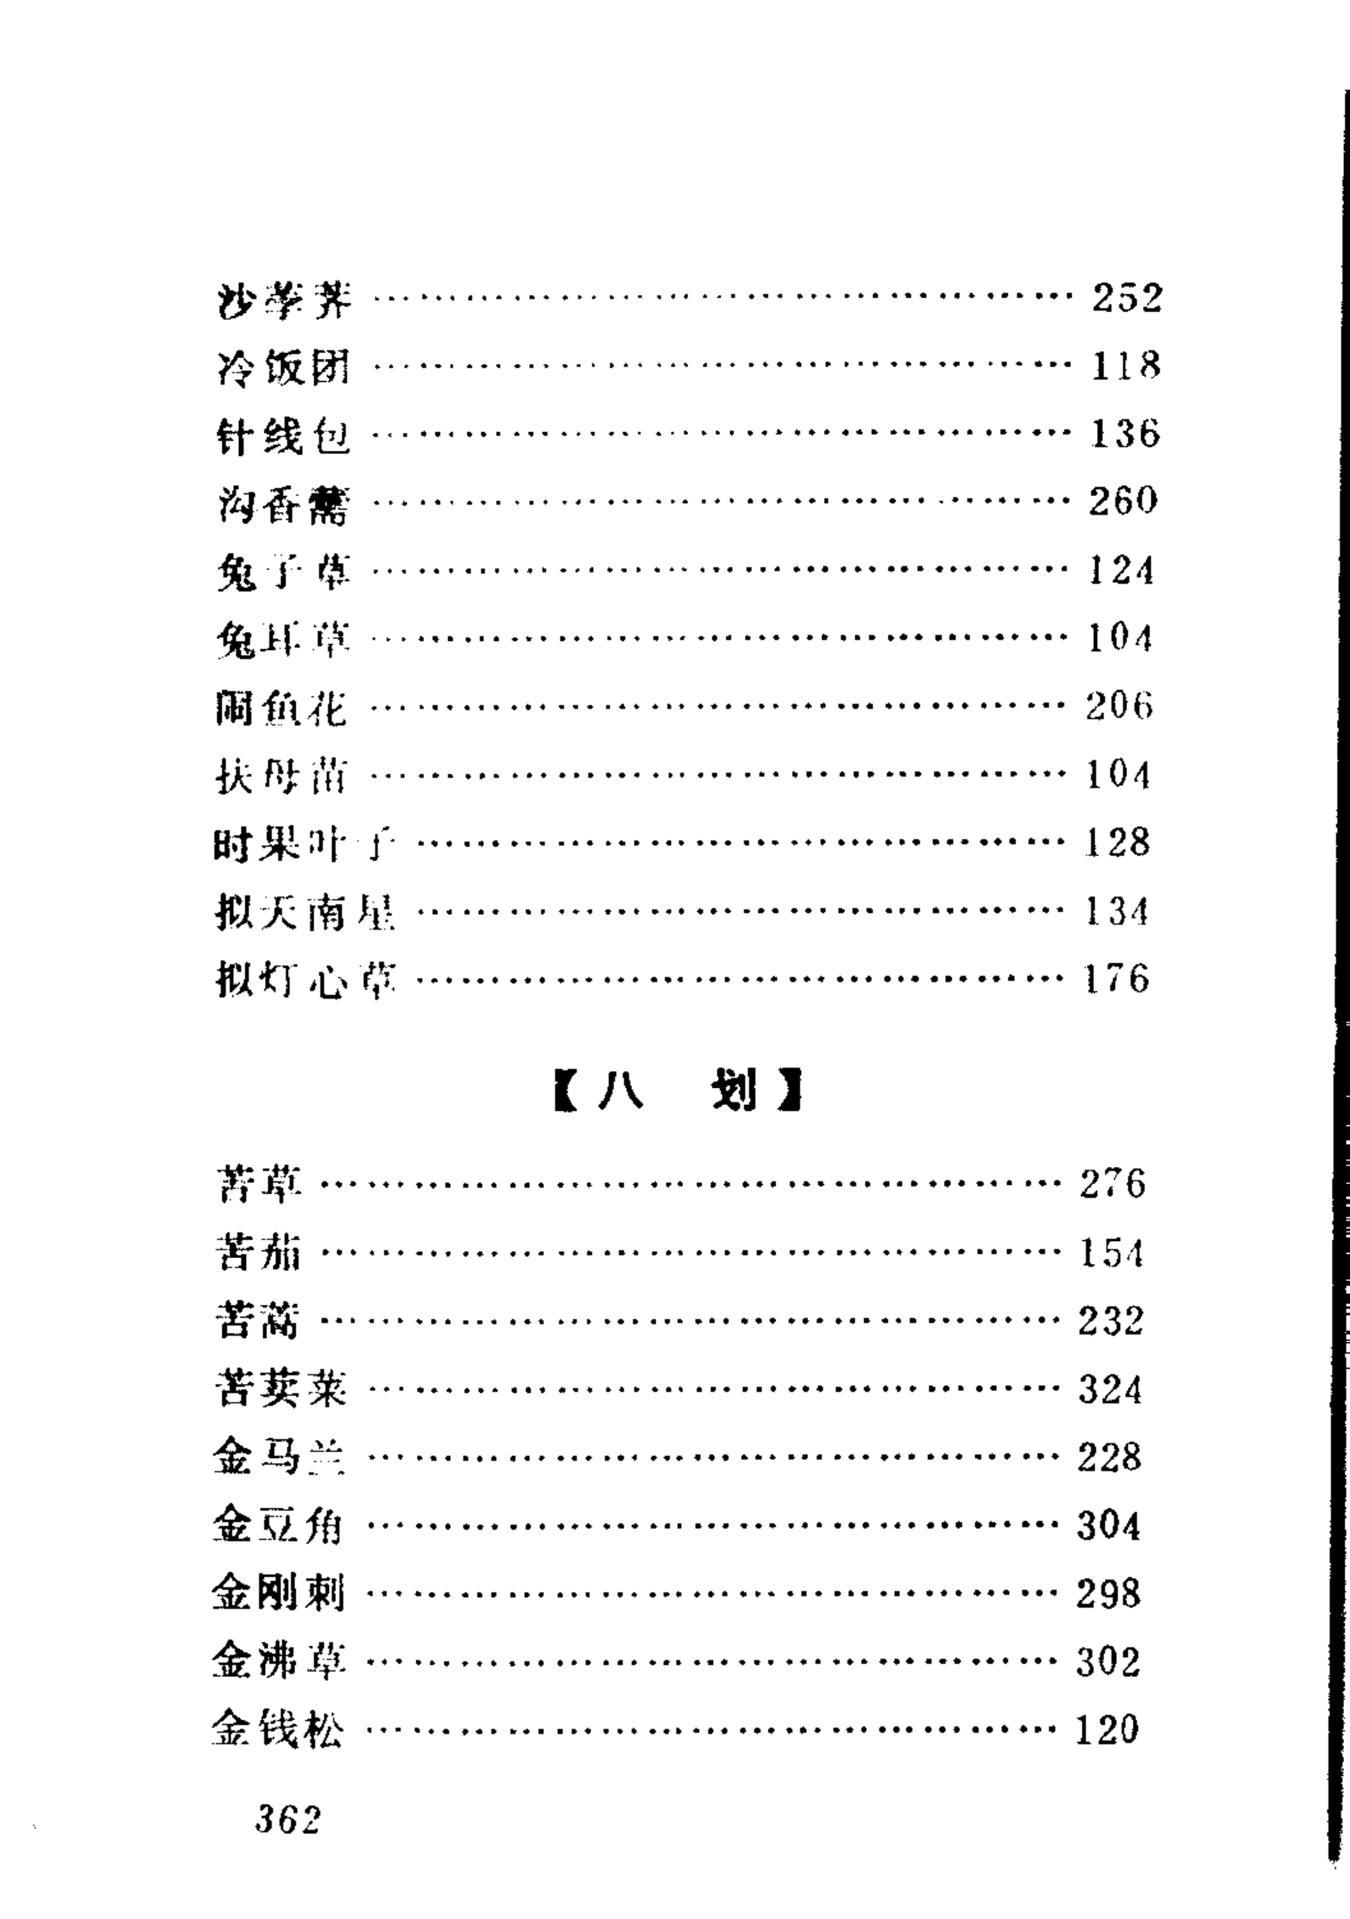 沙荸荠 ………………………………………… 252
冷饭团 ………………………………………… 118
针线包 ………………………………………… 136
沟香薷 ………………………………………… 260
兔子草 ………………………………………… 124
兔耳草 ………………………………………… 104
闹鱼花 ………………………………………… 206
扶母苗 ………………………………………… 104
时果叶子 ……………………………………… 128
拟天南星 ……………………………………… 134
拟灯心草 ……………………………………… 176
【八 划】
苦草 …………………………………………… 276
苦茄 …………………………………………… 154
苦蒿 …………………………………………… 232
苦荬菜 ………………………………………… 324
金马兰 ………………………………………… 228
金豆角 ………………………………………… 304
金刚刺 ………………………………………… 298
金沸草 ………………………………………… 302
金钱松 ………………………………………… 120
362